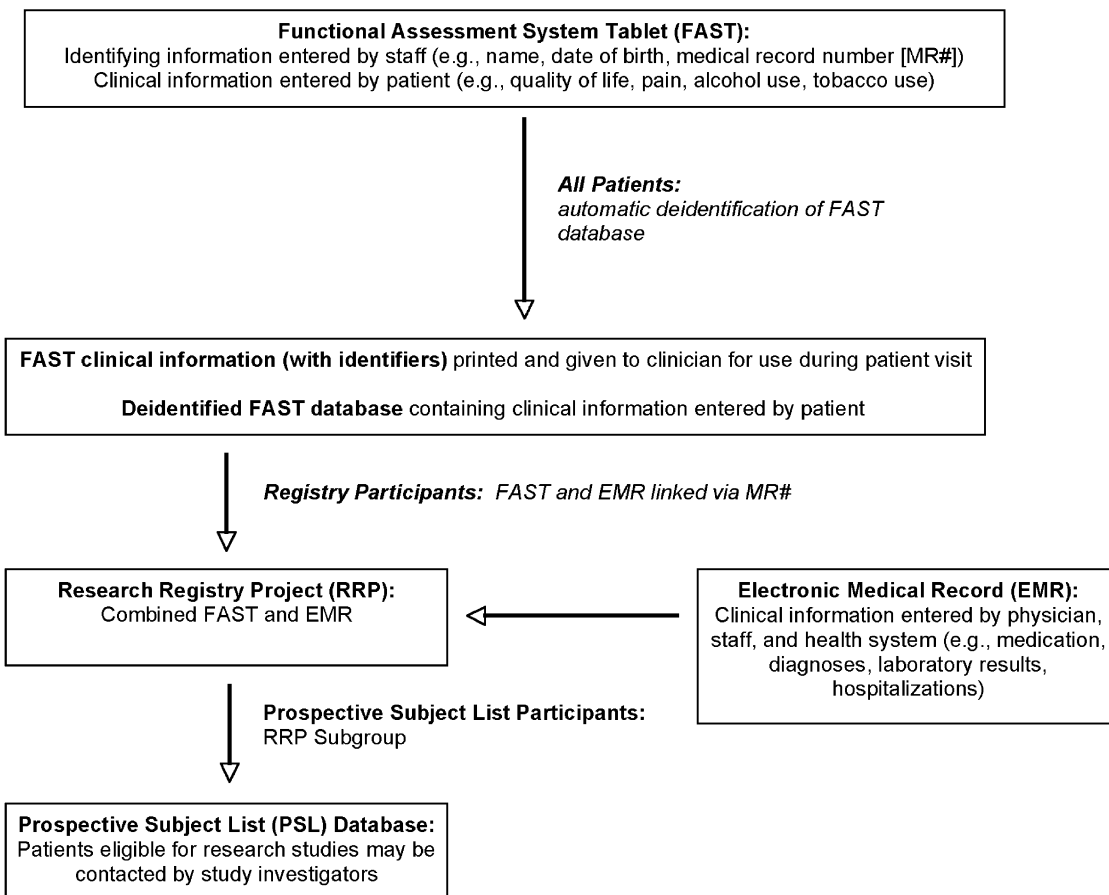 Functional Assessment System Tablet (FAST):
Identifying information entered by staff (e.g., name, date of birth, medical record number [MR#])
Clinical information entered by patient (e.g., quality of life, pain, alcohol use, tobacco use)
All Patients:
automatic deidentification of FAST
database
FAST clinical information (with identifiers) printed and given to clinician for use during patient visit
Deidentified FAST database containing clinical information entered by patient
Registry Participants: FAST and EMR linked via MR#
Research Registry Project (RRP):
Combined FAST and EMR
Electronic Medical Record (EMR):
Clinical information entered by physician,
staff, and health system (e.g., medication,
diagnoses, laboratory results,
hospitalizations)
Prospective Subject List Participants:
RRP Subgroup
Prospective Subject List (PSL) Database:
Patients eligible for research studies may be
contacted by study investigators